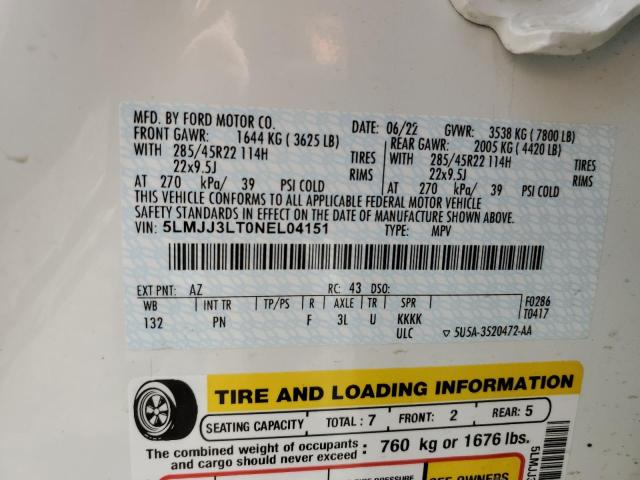 MFD. BY FORD MOTOR CO.
06/22 GVWR: 3538 KG ( 7800 LB)
FRONT GAWR: 1644 KG ( 3625 LB)
REAR GAWR: 2005 KG ( 4420 LB)
WITH 285/45R22 114H TIRES
WITH 285/45R22 114H TIRES
22x9.5J RIMS
22x9.5J RIMS
AT 270 kPa/ 39 PSI COLD
AT 270 kPa/ 39 PSI COLD
THIS VEHICLE CONFORMS TO ALL APPLICABLE FEDERAL MOTOR VEHICLE
SAFETY STANDARDS IN EFFECT ON THE DATE OF MANUFACTURE SHOWN ABOVE.
VIN: 5LMJJ3LT0NEL04151 TYPE: MPV
EXT PNT: AZ RC: 43 DSO:
WB INT TR TP/PS R AXLE TR SPR F0286
132 PN F 3L U KKKK T0417
ULC ▽ 5U5A-3520472-AA
TIRE AND LOADING INFORMATION
SEATING CAPACITY TOTAL : 7 FRONT: 2 REAR: 5
The combined weight of occupants and cargo should never exceed : 760 kg or 1676 lbs.